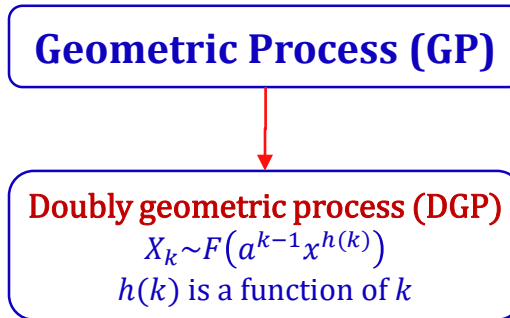 Geometric Process (GP)
Doubly geometric process (DGP)
X_k~F(a^{k−1}x^{h(k)})
h(k) is a function of k